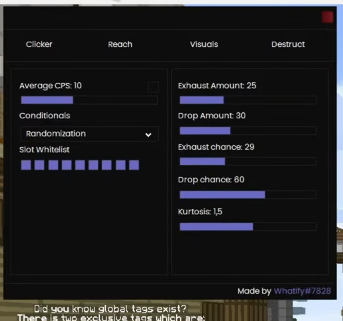 Clicker Reach Visuals Destruct
Average CPS: 10
Conditionals
Randomization
Slot Whitelist
Exhaust Amount: 25
Drop Amount: 30
Exhaust chance: 29
Drop chance: 60
Kurtosis: 1,5
Made by Whatify#7828
Did you know global tags exist?
There is two exclusive tags which are: